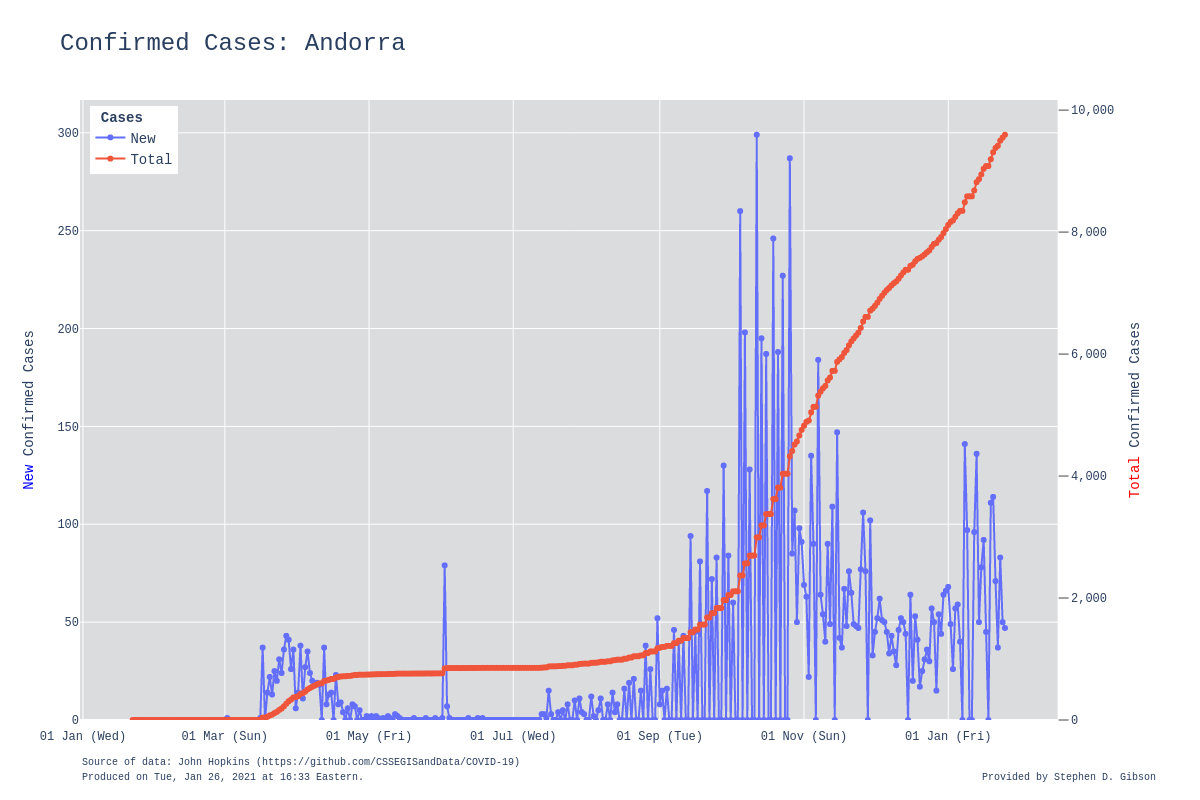 Confirmed Cases: Andorra
Cases
New
Total
300
250
200
150
100
50
0
10,000
8,000
6,000
4,000
2,000
0
New Confirmed Cases
Total Confirmed Cases
01 Jan (Wed) 01 Mar (Sun) 01 May (Fri) 01 Jul (Wed) 01 Sep (Tue) 01 Nov (Sun) 01 Jan (Fri)
Source of data: John Hopkins (https://github.com/CSSEGISandData/COVID-19)
Produced on Tue, Jan 26, 2021 at 16:33 Eastern.
Provided by Stephen D. Gibson